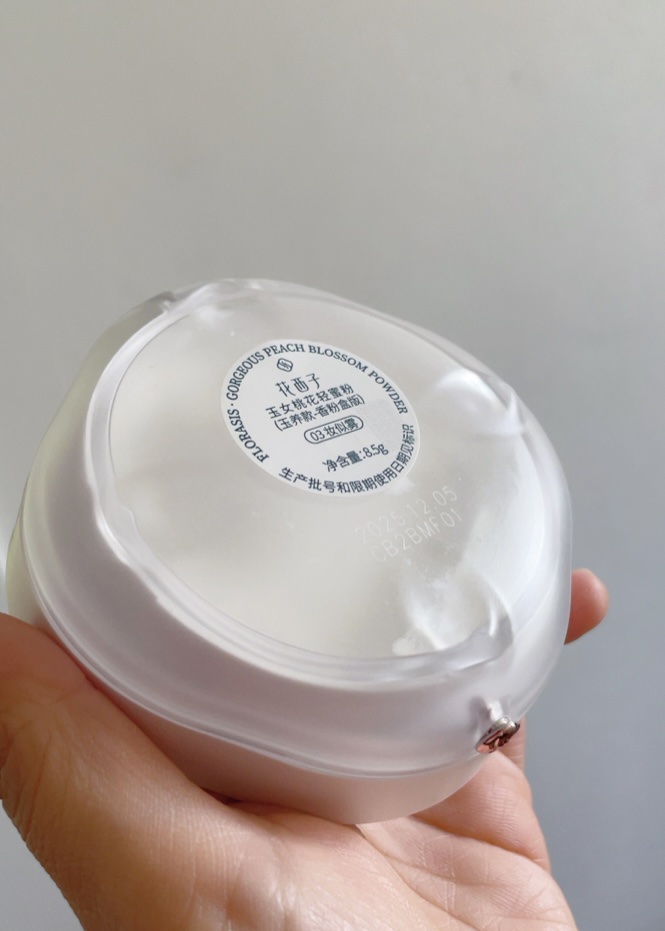 FLORASIS · GORGEOUS PEACH BLOSSOM POWDER
花西子
玉女桃花轻蜜粉
(玉养款·香粉盒版)
03 妆似雾
净含量:8.5g
生产批号和限期使用日期见标识
2025.12.05
CB2BMF01